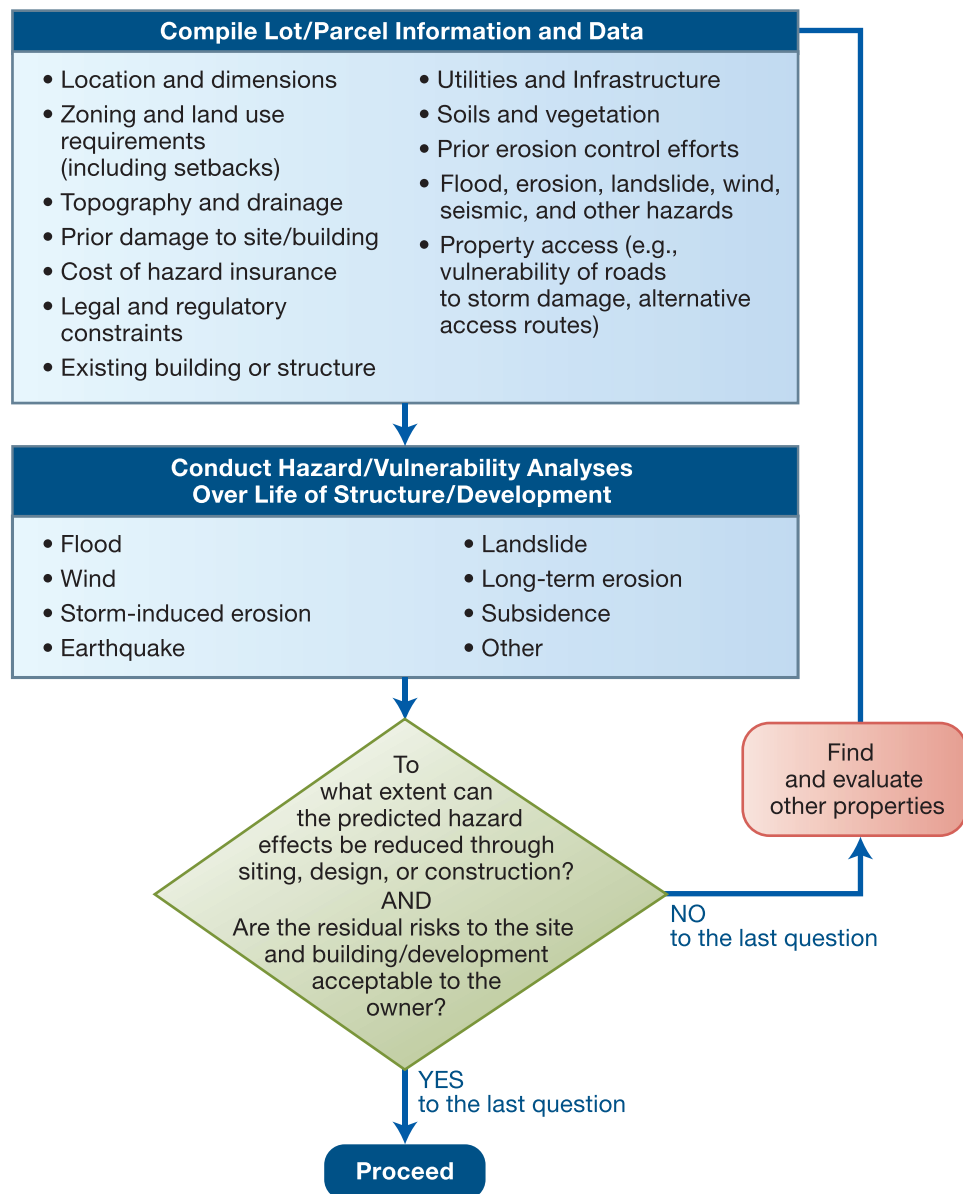 Compile Lot/Parcel Information and Data
• Location and dimensions
• Zoning and land use
requirements
(including setbacks)
• Topography and drainage
• Prior damage to site/building
• Cost of hazard insurance
• Legal and regulatory
constraints
• Existing building or structure
• Utilities and Infrastructure
• Soils and vegetation
• Prior erosion control efforts
• Flood, erosion, landslide, wind,
seismic, and other hazards
• Property access (e.g.,
vulnerability of roads
to storm damage, alternative
access routes)
Conduct Hazard/Vulnerability Analyses
Over Life of Structure/Development
• Flood
• Wind
• Storm-induced erosion
• Earthquake
• Landslide
• Long-term erosion
• Subsidence
• Other
To
what extent can
the predicted hazard
effects be reduced through
siting, design, or construction?
AND
Are the residual risks to the site
and building/development
acceptable to the
owner?
NO
to the last question
Find
and evaluate
other properties
YES
to the last question
Proceed